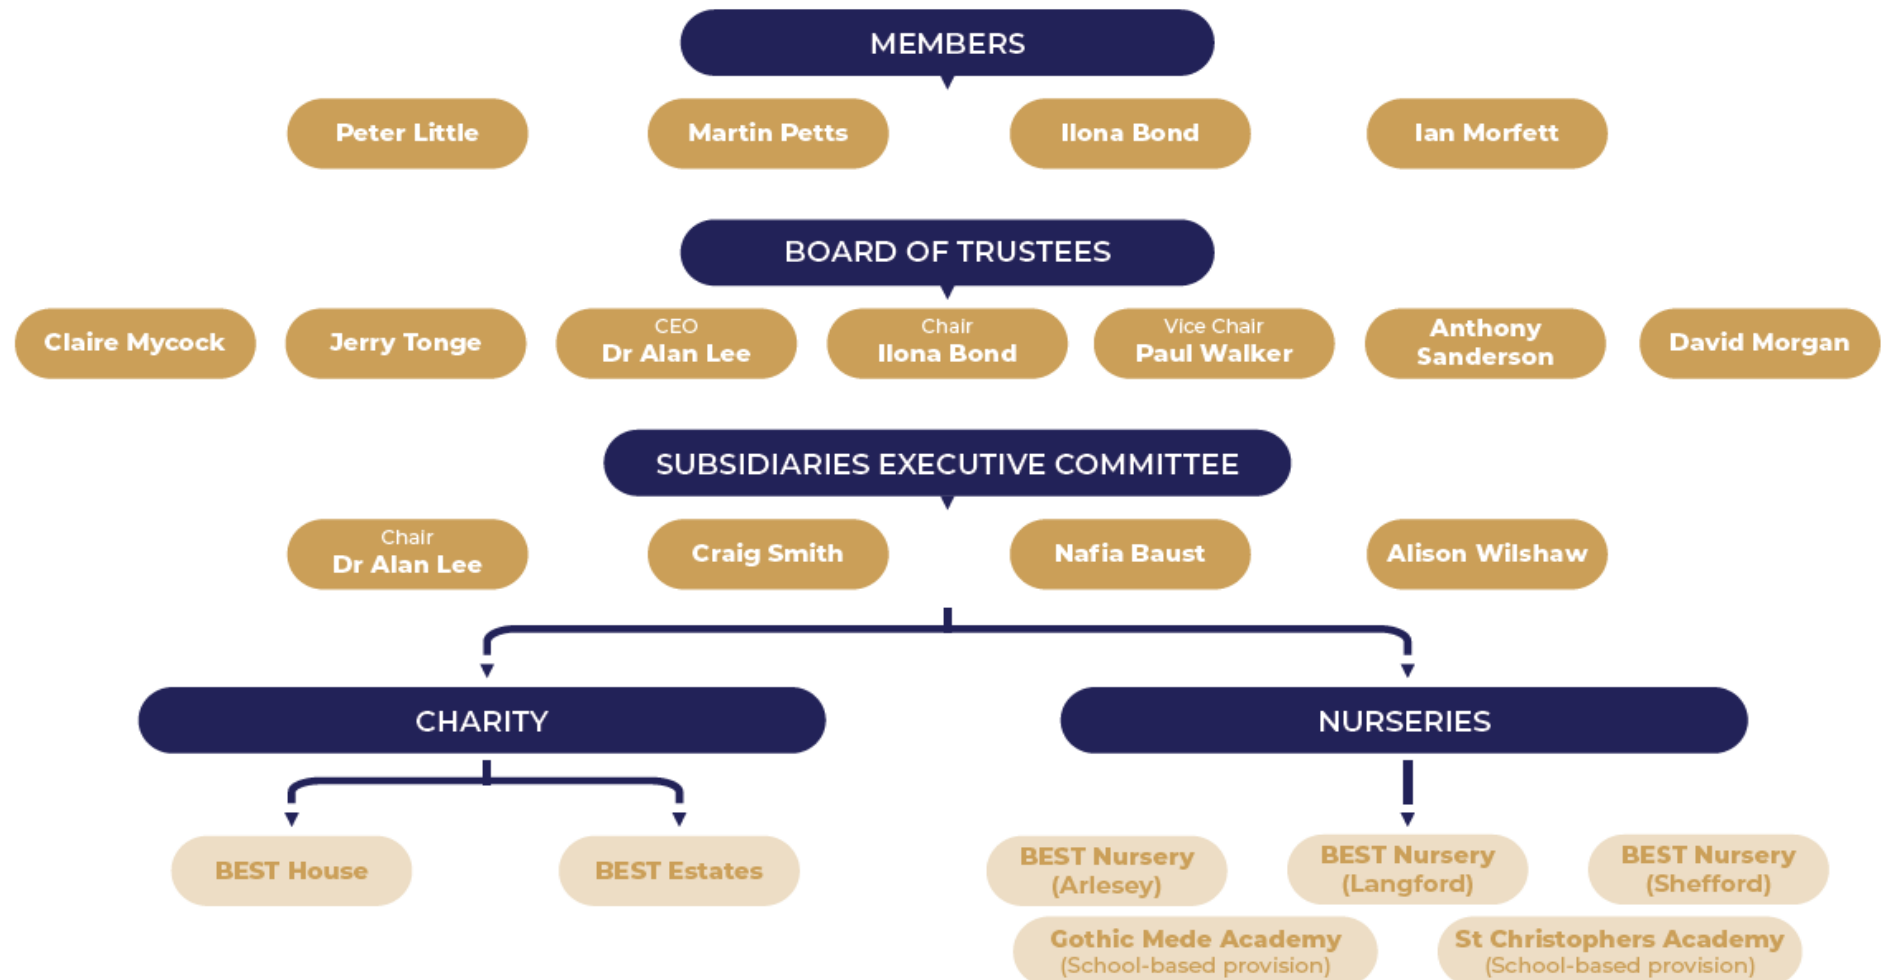 MEMBERS
Peter Little
Martin Petts
Ilona Bond
Ian Morfett
BOARD OF TRUSTEES
Claire Mycock
Jerry Tonge
CEO
Dr Alan Lee
Chair
Ilona Bond
Vice Chair
Paul Walker
Anthony
Sanderson
David Morgan
SUBSIDIARIES EXECUTIVE COMMITTEE
Chair
Dr Alan Lee
Craig Smith
Nafia Baust
Alison Wilshaw
CHARITY
NURSERIES
BEST House
BEST Estates
BEST Nursery
(Arlesey)
BEST Nursery
(Langford)
BEST Nursery
(Shefford)
Gothic Mede Academy
(School-based provision)
St Christophers Academy
(School-based provision)